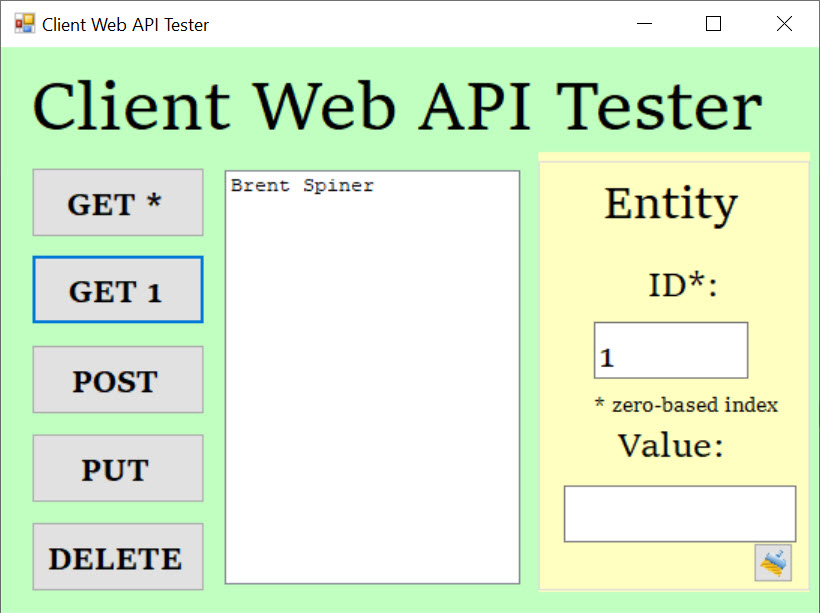 Client Web API Tester
Client Web API Tester
GET *
GET 1
POST
PUT
DELETE
Brent Spiner
Entity
ID*:
1
* zero-based index
Value: